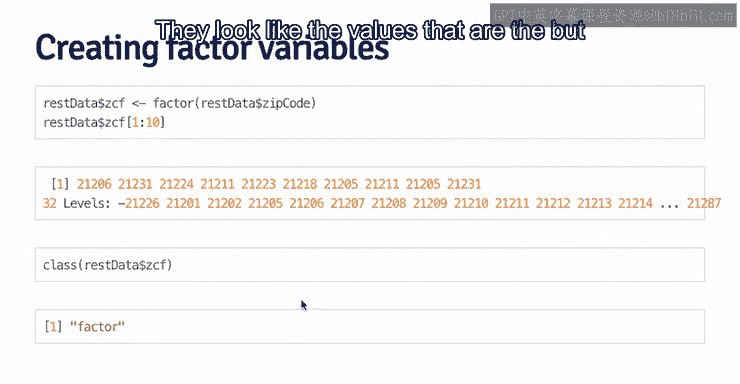 They look like the values that are the but
Creating factor variables
restData$zcf <- factor(restData$zipCode)
restData$zcf[1:10]
[1] 21206 21231 21224 21211 21223 21218 21205 21211 21205 21231
32 Levels: -21226 21201 21202 21205 21206 21207 21208 21209 21210 21211 21212 21213 21214 ... 21287
class(restData$zcf)
[1] "factor"